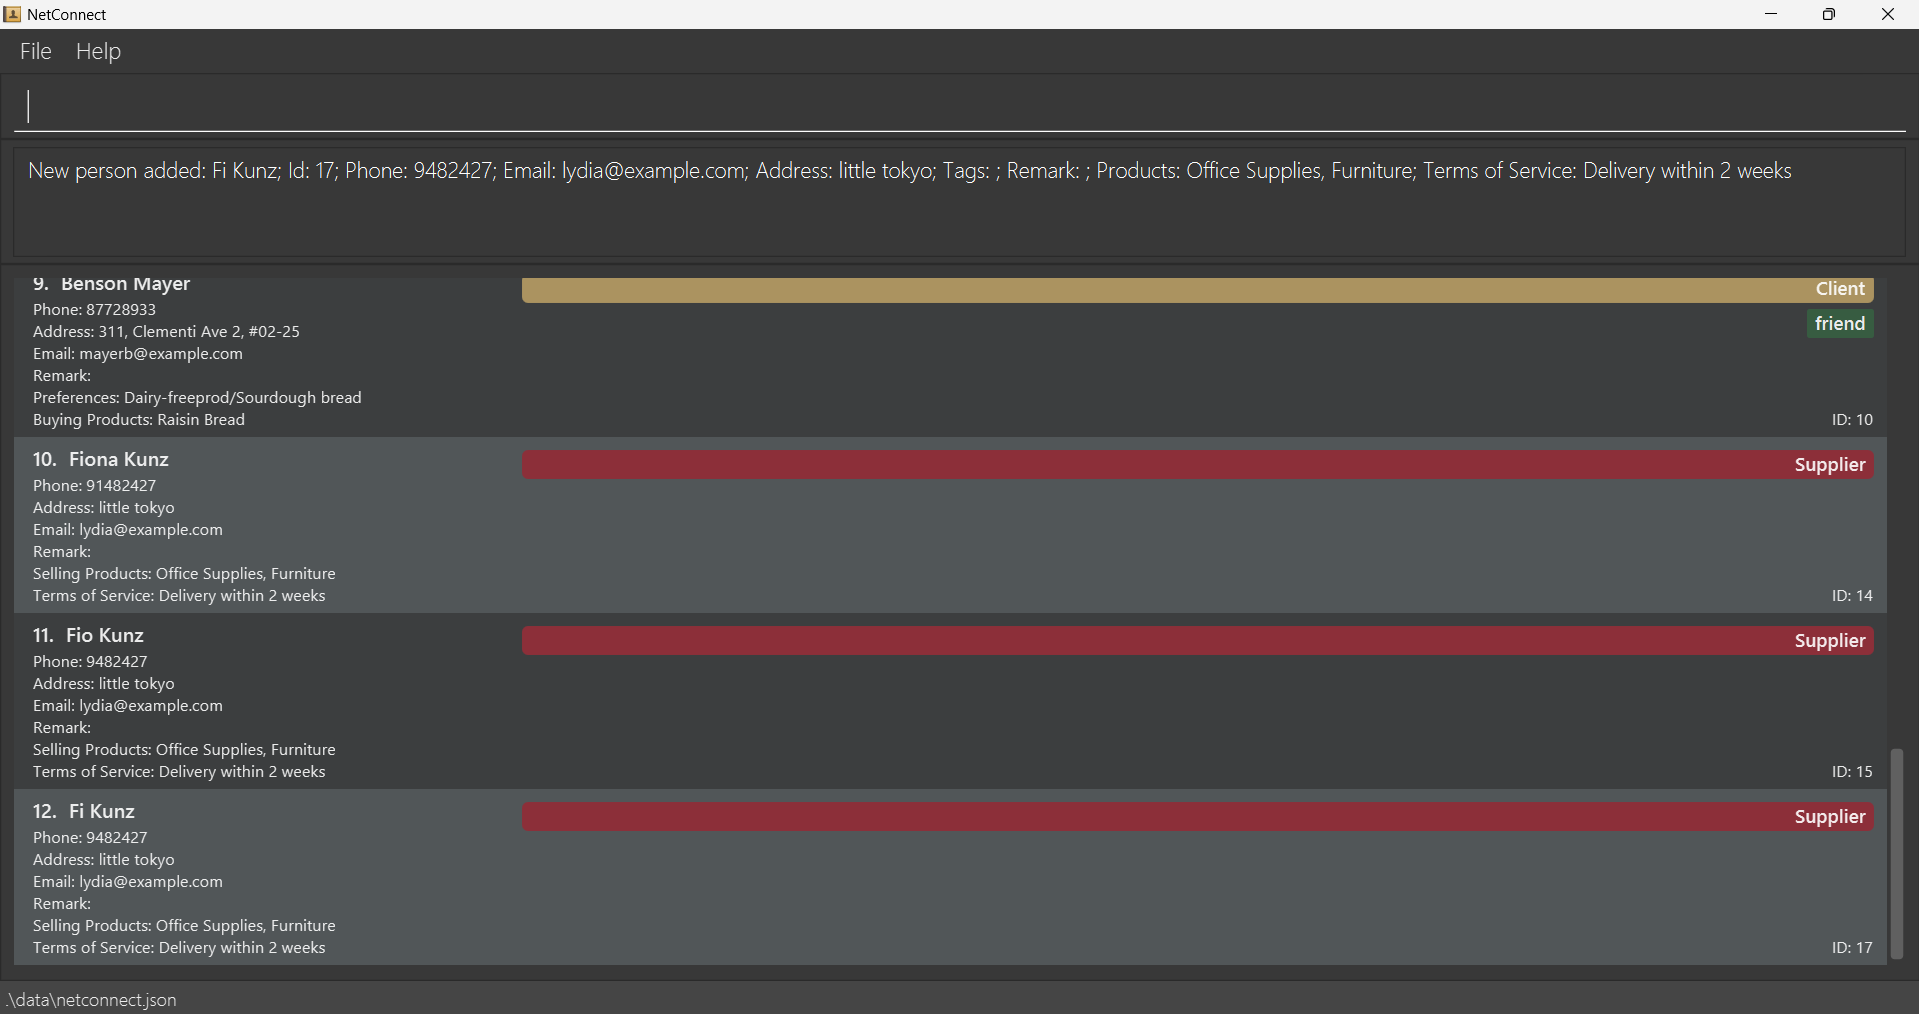 NetConnect
File Help
New person added: Fi Kunz; Id: 17; Phone: 9482427; Email: lydia@example.com; Address: little tokyo; Tags: ; Remark: ; Products: Office Supplies, Furniture; Terms of Service: Delivery within 2 weeks
9. Benson Mayer
Client
Phone: 87728933
friend
Address: 311, Clementi Ave 2, #02-25
Email: mayerb@example.com
Remark:
Preferences: Dairy-freeprod/Sourdough bread
Buying Products: Raisin Bread
ID: 10
10. Fiona Kunz
Supplier
Phone: 91482427
Address: little tokyo
Email: lydia@example.com
Remark:
Selling Products: Office Supplies, Furniture
Terms of Service: Delivery within 2 weeks
ID: 14
11. Fio Kunz
Supplier
Phone: 9482427
Address: little tokyo
Email: lydia@example.com
Remark:
Selling Products: Office Supplies, Furniture
Terms of Service: Delivery within 2 weeks
ID: 15
12. Fi Kunz
Supplier
Phone: 9482427
Address: little tokyo
Email: lydia@example.com
Remark:
Selling Products: Office Supplies, Furniture
Terms of Service: Delivery within 2 weeks
ID: 17
.\data\netconnect.json